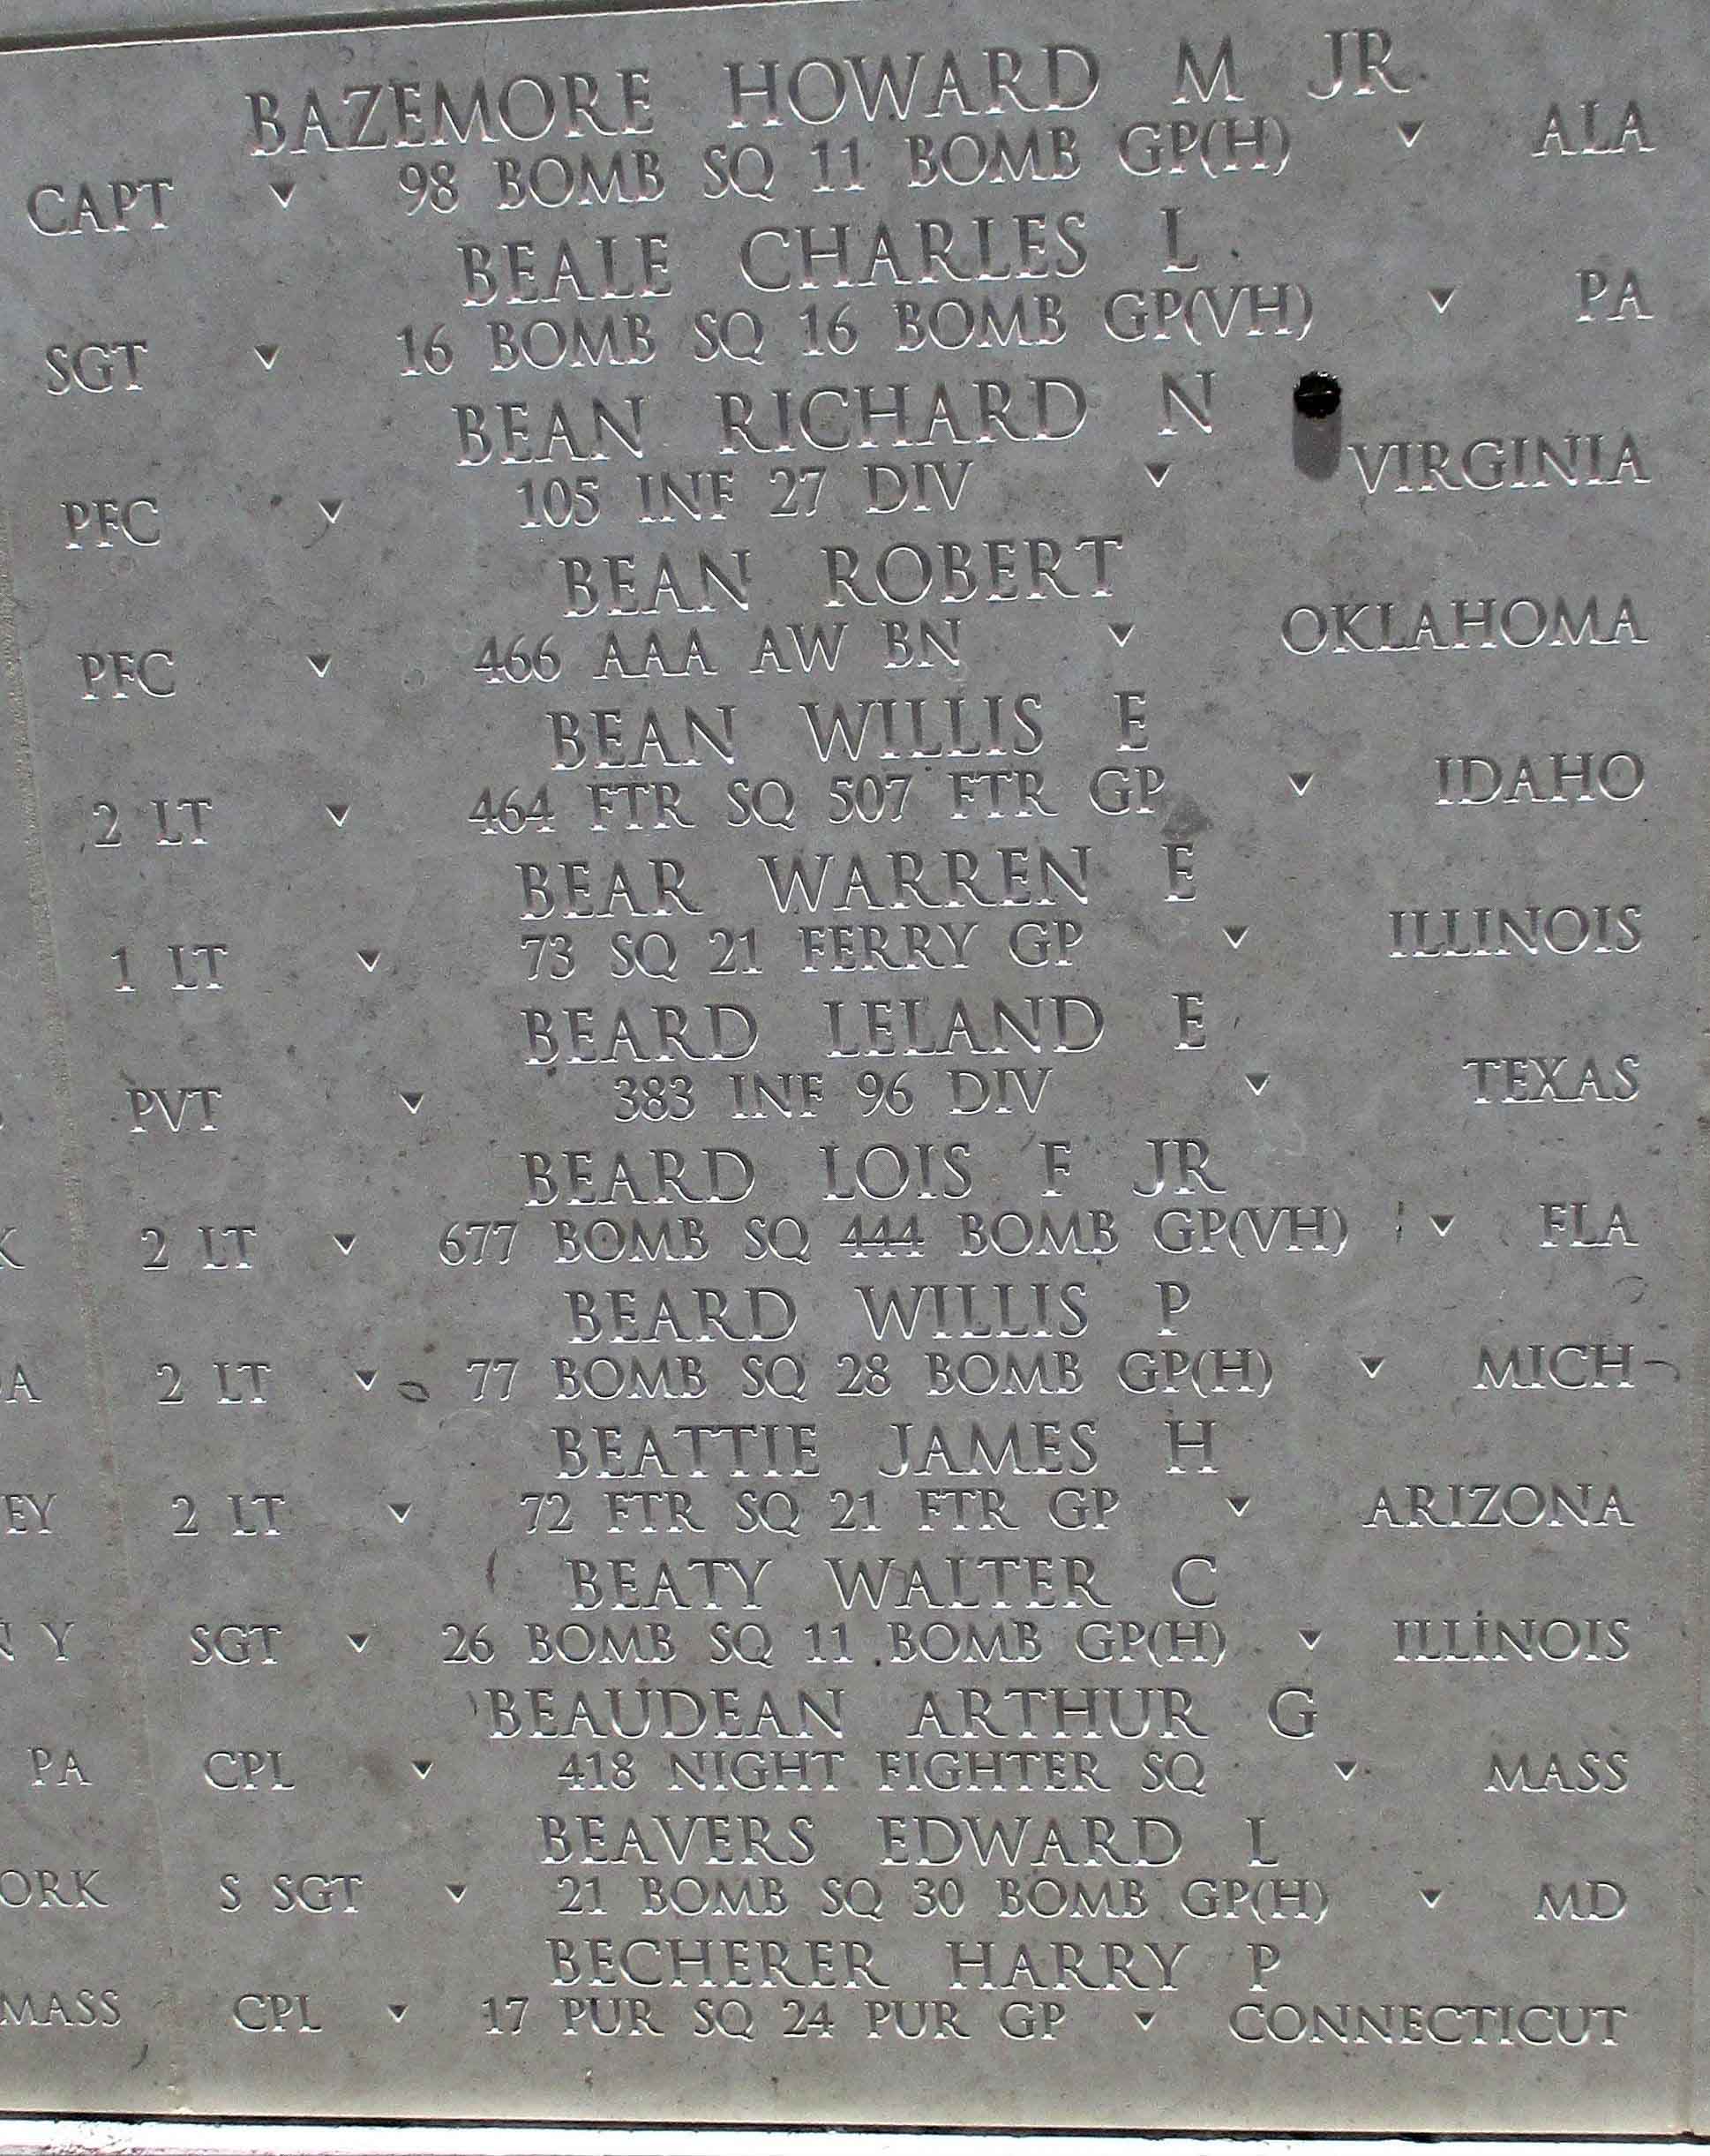 BAZEMORE HOWARD M JR
CAPT ▾ 98 BOMB SQ 11 BOMB GP(H) ▾ ALA
BEALE CHARLES L
SGT ▾ 16 BOMB SQ 16 BOMB GP(VH) ▾ PA
BEAN RICHARD N
PFC ▾ 105 INF 27 DIV ▾ VIRGINIA
BEAN ROBERT
PFC ▾ 466 AAA AW BN ▾ OKLAHOMA
BEAN WILLIS E
2 LT ▾ 464 FTR SQ 507 FTR GP ▾ IDAHO
BEAR WARREN E
1 LT ▾ 73 SQ 21 FERRY GP ▾ ILLINOIS
BEARD LELAND E
PVT ▾ 383 INF 96 DIV ▾ TEXAS
BEARD LOIS F JR
K 2 LT ▾ 677 BOMB SQ 444 BOMB GP(VH) ▾ FLA
BEARD WILLIS P
DA 2 LT ▾ 77 BOMB SQ 28 BOMB GP(H) ▾ MICH
BEATTIE JAMES H
EY 2 LT ▾ 72 FTR SQ 21 FTR GP ▾ ARIZONA
BEATY WALTER C
N Y SGT ▾ 26 BOMB SQ 11 BOMB GP(H) ▾ ILLINOIS
BEAUDEAN ARTHUR G
PA CPL ▾ 418 NIGHT FIGHTER SQ ▾ MASS
BEAVERS EDWARD L
ORK S SGT ▾ 21 BOMB SQ 30 BOMB GP(H) ▾ MD
BECHERER HARRY P
MASS CPL ▾ 17 PUR SQ 24 PUR GP ▾ CONNECTICUT